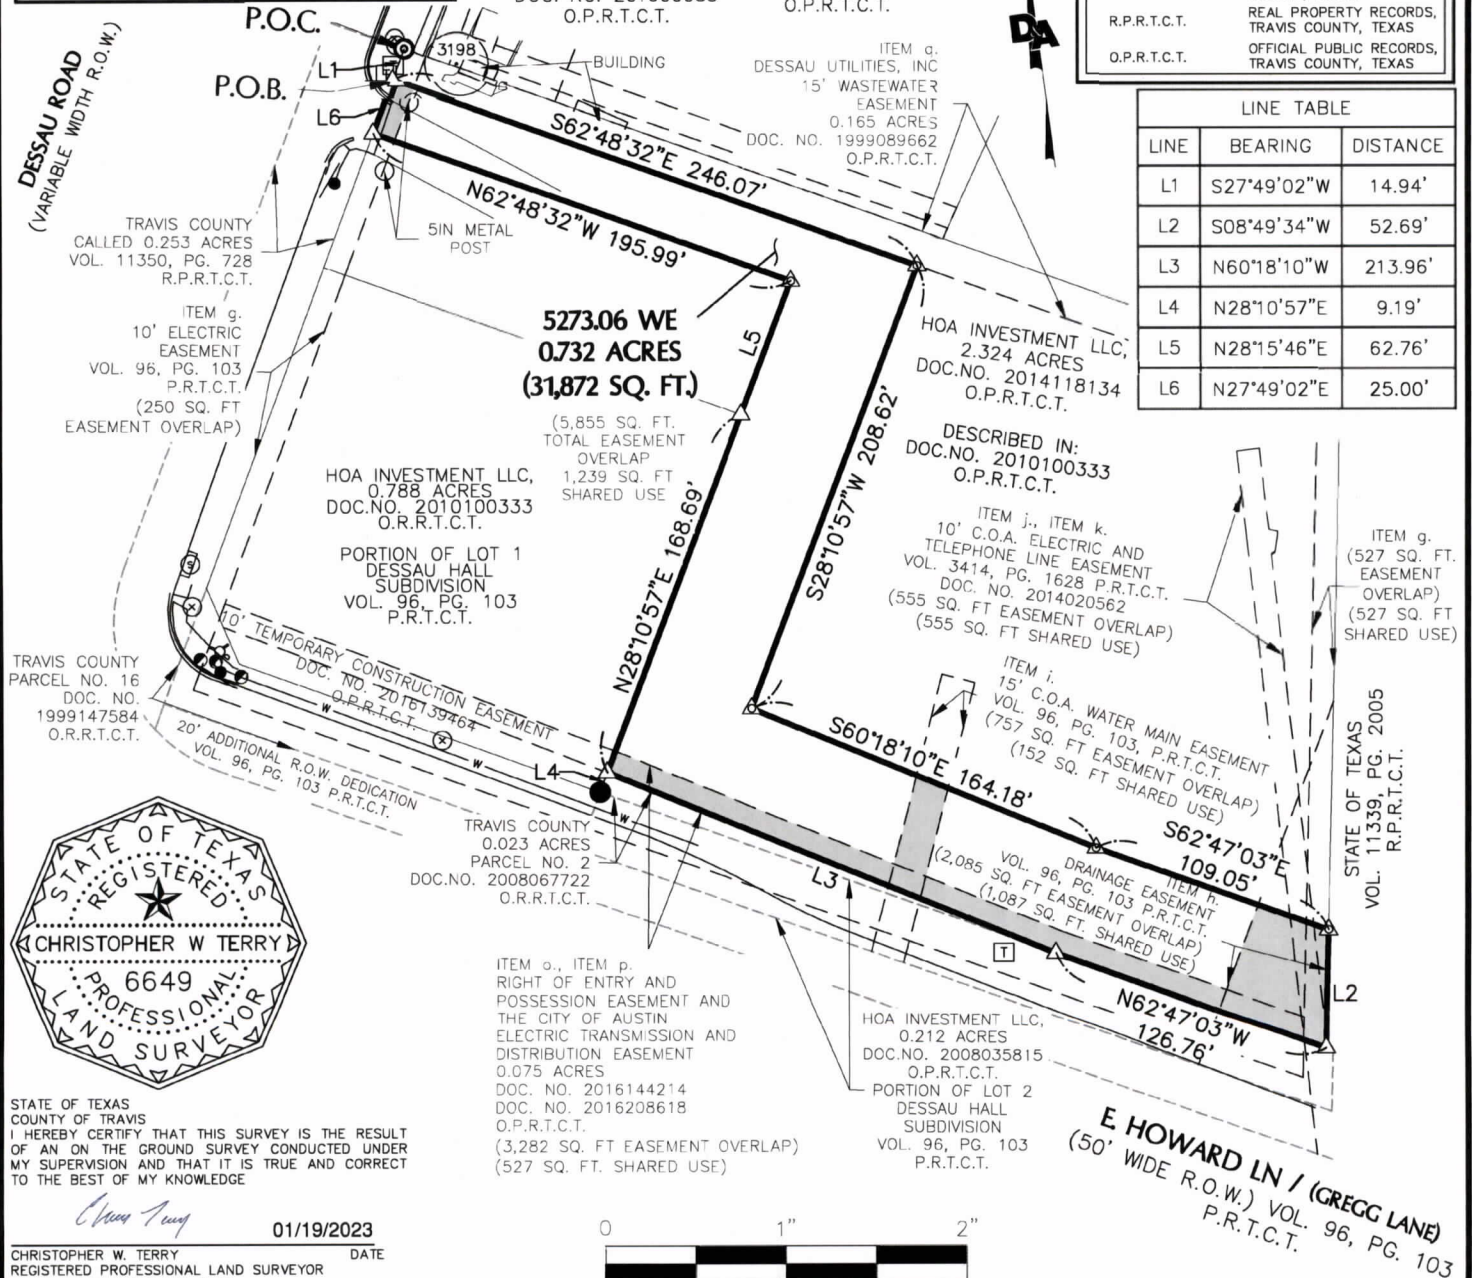 O.P.R.T.C.T.
O.P.R.T.C.T.
R.P.R.T.C.T. REAL PROPERTY RECORDS,
TRAVIS COUNTY, TEXAS
O.P.R.T.C.T. OFFICIAL PUBLIC RECORDS,
TRAVIS COUNTY, TEXAS
LINE TABLE
LINE BEARING DISTANCE
L1 S27°49'02"W 14.94'
L2 S08°49'34"W 52.69'
L3 N60°18'10"W 213.96'
L4 N28°10'57"E 9.19'
L5 N28°15'46"E 62.76'
L6 N27°49'02"E 25.00'
DESSAU ROAD
(VARIABLE WIDTH R.O.W.)
P.O.C.
L1
P.O.B.
L6
3198
BUILDING
DA
ITEM a.
DESSAU UTILITIES, INC
15' WASTEWATER
EASEMENT
0.165 ACRES
DOC. NO. 1999089662
O.P.R.T.C.T.
S62°48'32"E 246.07'
N62°48'32"W 195.99'
5IN METAL
POST
TRAVIS COUNTY
CALLED 0.253 ACRES
VOL. 11350, PG. 728
R.P.R.T.C.T.
ITEM g.
10' ELECTRIC
EASEMENT
VOL. 96, PG. 103
P.R.T.C.T.
(250 SQ. FT
EASEMENT OVERLAP)
5273.06 WE
0.732 ACRES
(31,872 SQ. FT.)
(5,855 SQ. FT.
TOTAL EASEMENT
OVERLAP
1,239 SQ. FT
SHARED USE
L5
HOA INVESTMENT LLC,
2.324 ACRES
DOC.NO. 2014118134
O.P.R.T.C.T.
DESCRIBED IN:
DOC.NO. 2010100333
O.P.R.T.C.T.
S28°10'57"W 208.62'
N28°10'57"E 168.69'
HOA INVESTMENT LLC,
0.788 ACRES
DOC.NO. 2010100333
O.R.R.T.C.T.
PORTION OF LOT 1
DESSAU HALL
SUBDIVISION
VOL. 96, PG. 103
P.R.T.C.T.
ITEM j., ITEM k.
10' C.O.A. ELECTRIC AND
TELEPHONE LINE EASEMENT
VOL. 3414, PG. 1628 P.R.T.C.T.
DOC. NO. 2014020562
(555 SQ. FT EASEMENT OVERLAP)
(555 SQ. FT SHARED USE)
ITEM g.
(527 SQ. FT.
EASEMENT
OVERLAP)
(527 SQ. FT
SHARED USE)
ITEM i.
15' C.O.A. WATER MAIN EASEMENT
VOL. 96, PG. 103, P.R.T.C.T.
(757 SQ. FT EASEMENT OVERLAP)
(152 SQ. FT SHARED USE)
STATE OF TEXAS
VOL. 11339, PG. 2005
R.P.R.T.C.T.
S
10' TEMPORARY CONSTRUCTION EASEMENT
DOC. NO. 2016139464
O.P.R.T.C.T.
TRAVIS COUNTY
PARCEL NO. 16
DOC. NO.
1999147584
O.R.R.T.C.T.
20' ADDITIONAL R.O.W. DEDICATION
VOL. 96, PG. 103 P.R.T.C.T.
W
W
W
L4
S60°18'10"E 164.18'
S62°47'03"E
109.05'
ITEM h.
DRAINAGE EASEMENT
VOL. 96, PG. 103 P.R.T.C.T.
(2,085 SQ. FT EASEMENT OVERLAP)
(1,087 SQ. FT. SHARED USE)
L3
T
L2
N62°47'03"W
126.76'
TRAVIS COUNTY
0.023 ACRES
PARCEL NO. 2
DOC.NO. 2008067722
O.R.R.T.C.T.
STATE OF TEXAS
REGISTERED
CHRISTOPHER W TERRY
6649
PROFESSIONAL
LAND SURVEYOR
ITEM o., ITEM p.
RIGHT OF ENTRY AND
POSSESSION EASEMENT AND
THE CITY OF AUSTIN
ELECTRIC TRANSMISSION AND
DISTRIBUTION EASEMENT
0.075 ACRES
DOC. NO. 2016144214
DOC. NO. 2016208618
O.P.R.T.C.T.
(3,282 SQ. FT EASEMENT OVERLAP)
(527 SQ. FT. SHARED USE)
HOA INVESTMENT LLC,
0.212 ACRES
DOC.NO. 2008035815
O.P.R.T.C.T.
PORTION OF LOT 2
DESSAU HALL
SUBDIVISION
VOL. 96, PG. 103
P.R.T.C.T.
E. HOWARD LN / (GREGG LANE)
(50' WIDE R.O.W.) VOL. 96, PG. 103
P.R.T.C.T.
STATE OF TEXAS
COUNTY OF TRAVIS
I HEREBY CERTIFY THAT THIS SURVEY IS THE RESULT
OF AN ON THE GROUND SURVEY CONDUCTED UNDER
MY SUPERVISION AND THAT IT IS TRUE AND CORRECT
TO THE BEST OF MY KNOWLEDGE
01/19/2023
CHRISTOPHER W. TERRY DATE
REGISTERED PROFESSIONAL LAND SURVEYOR
0 1" 2"